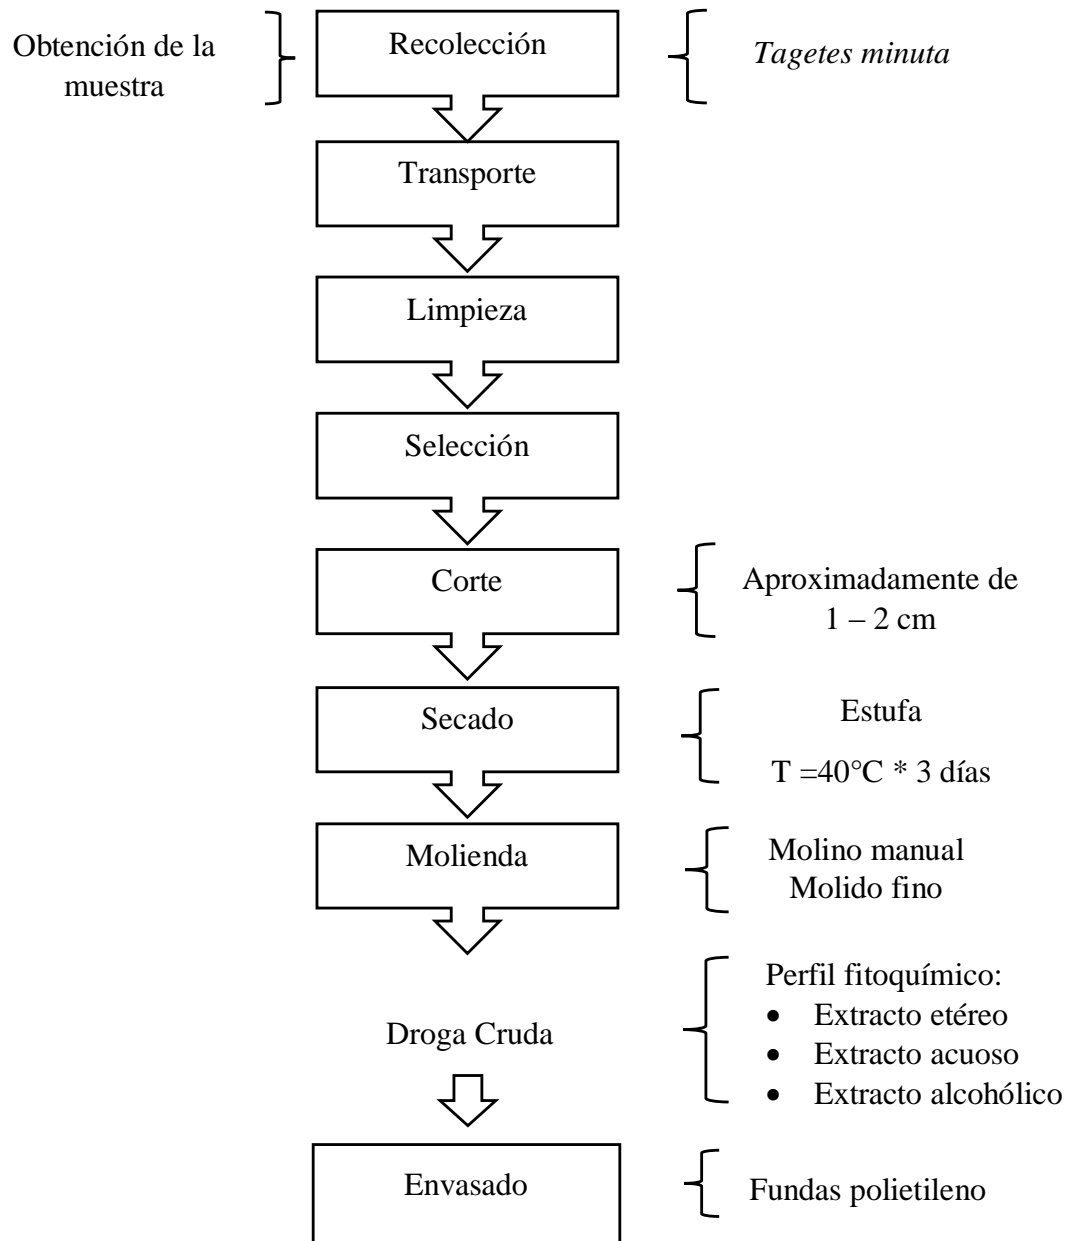 Obtención de la
muestra
Recolección
Tagetes minuta
Transporte
Limpieza
Selección
Corte
Aproximadamente de
1 – 2 cm
Secado
Estufa
T =40°C * 3 días
Molienda
Molino manual
Molido fino
Droga Cruda
Perfil fitoquímico:
• Extracto etéreo
• Extracto acuoso
• Extracto alcohólico
Envasado
Fundas polietileno